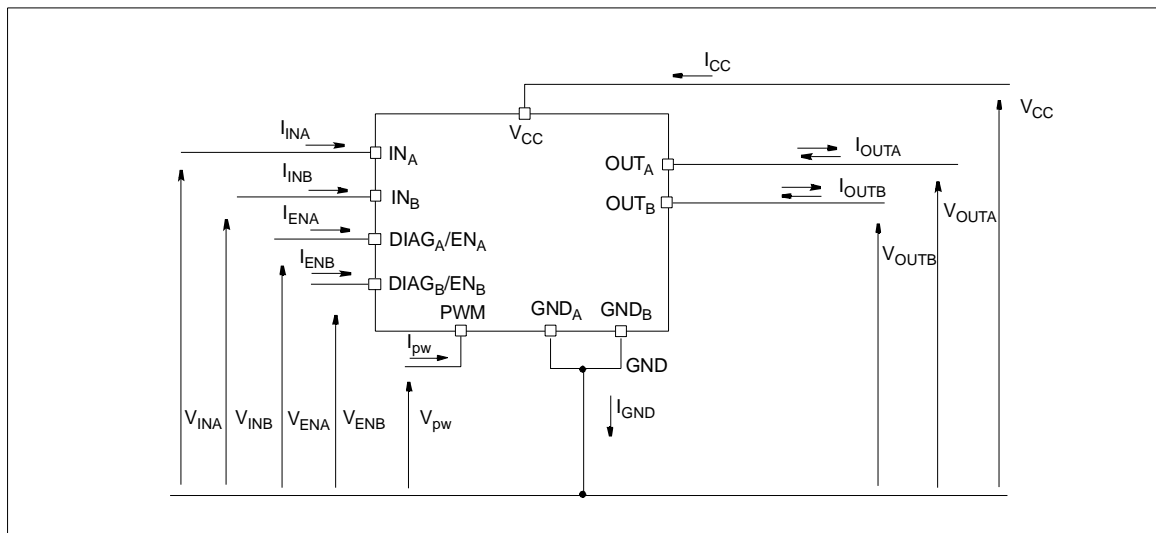 I_CC
V_CC
V_CC
I_INA
IN_A
OUT_A
I_OUTA
I_INB
IN_B
OUT_B
I_OUTB
I_ENA
DIAG_A/EN_A
V_OUTA
V_OUTB
I_ENB
DIAG_B/EN_B
PWM
GND_A
GND_B
I_pw
GND
I_GND
V_INA
V_INB
V_ENA
V_ENB
V_pw